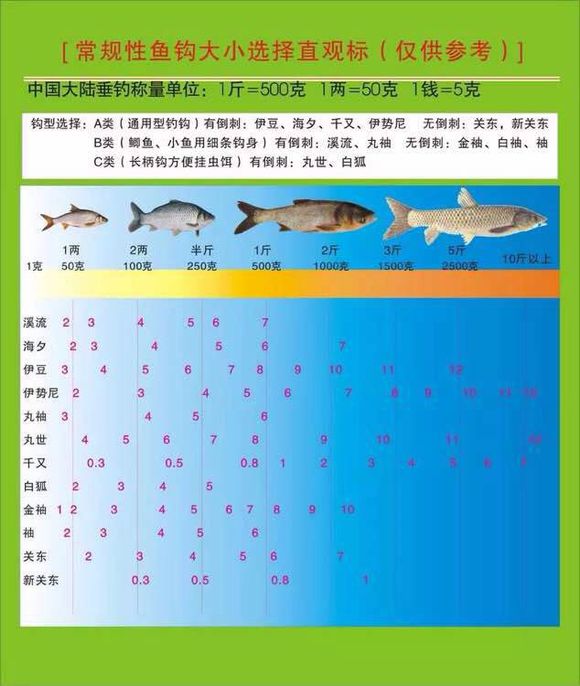 [ 常规性鱼钩大小选择直观标（仅供参考）]
中国大陆垂钓称量单位：1斤=500克 1两=50克 1钱=5克
钩型选择：A类（通用型钓钩）有倒刺：伊豆、海夕、千又、伊势尼 无倒刺：关东，新关东
B类（鲫鱼、小鱼用细条钩身）有倒刺：溪流、丸袖 无倒刺：金袖、白袖、袖
C类（长柄钩方便挂虫饵）有倒刺：丸世、白狐
1两 2两 半斤 1斤 2斤 3斤 5斤 10斤以上
1克 50克 100克 250克 500克 1000克 1500克 2500克
溪流 2 3 4 5 6 7
海夕 2 3 4 5 6 7
伊豆 3 4 5 6 7 8 9 10 11 12
伊势尼 2 3 4 5 6 7 8 9 10 11
丸袖 3 4 5 6
丸世 4 5 6 7 8 9 10 11
千又 0.3 0.5 0.8 1 2 3 4 5 6 7
白狐 2 3 4 5
金袖 1 2 3 4 5 6 7 8 9 10
袖 2 3 4 5 6
关东 2 3 4 5 6 7
新关东 0.3 0.5 0.8 1